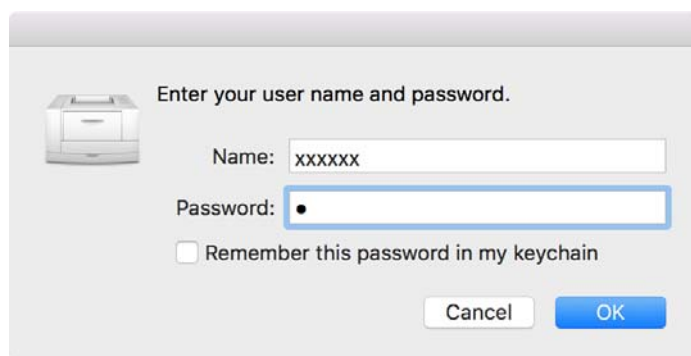 Enter your user name and password.
Name: xxxxxx
Password: •
Remember this password in my keychain
Cancel OK